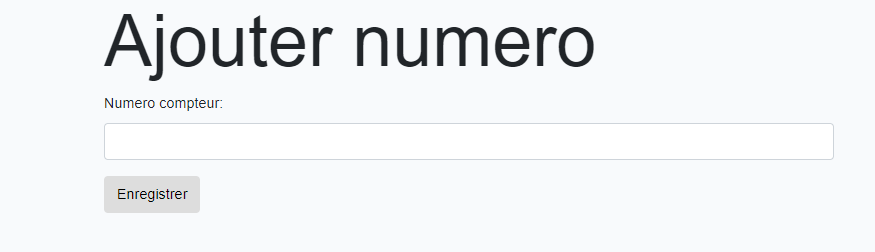 Ajouter numero
Numero compteur:
Enregistrer